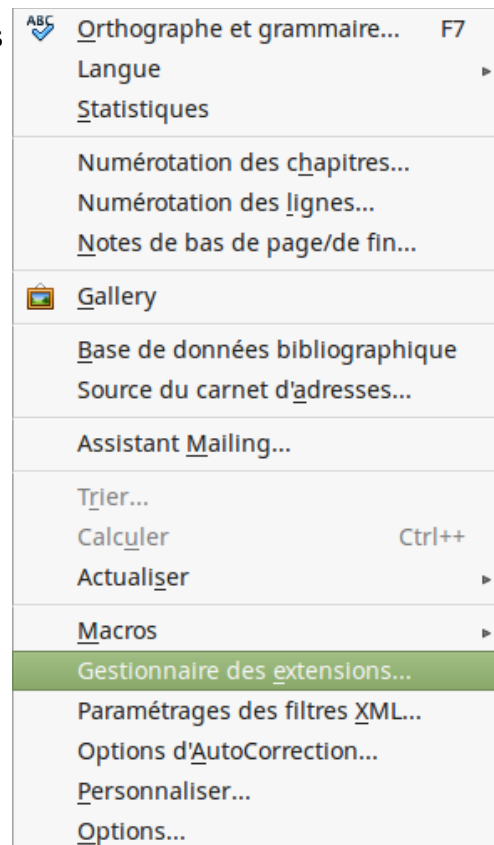 s
ABC Orthographe et grammaire... F7
Langue
Statistiques
Numérotation des chapitres...
Numérotation des lignes...
Notes de bas de page/de fin...
Gallery
Base de données bibliographique
Source du carnet d'adresses...
Assistant Mailing...
Trier...
Calculer Ctrl++
Actualiser
Macros
Gestionnaire des extensions...
Paramétrages des filtres XML...
Options d'AutoCorrection...
Personnaliser...
Options...